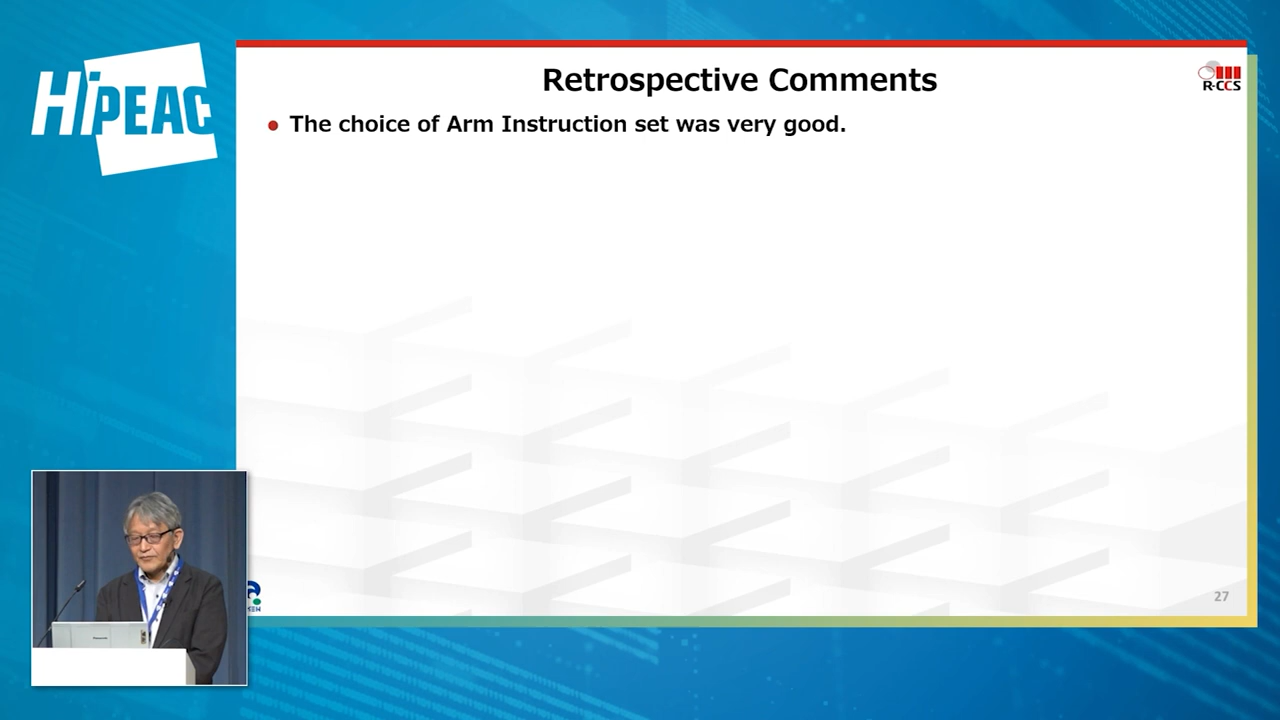 HiPEAC
Retrospective Comments
R-CCS
• The choice of Arm Instruction set was very good.
27